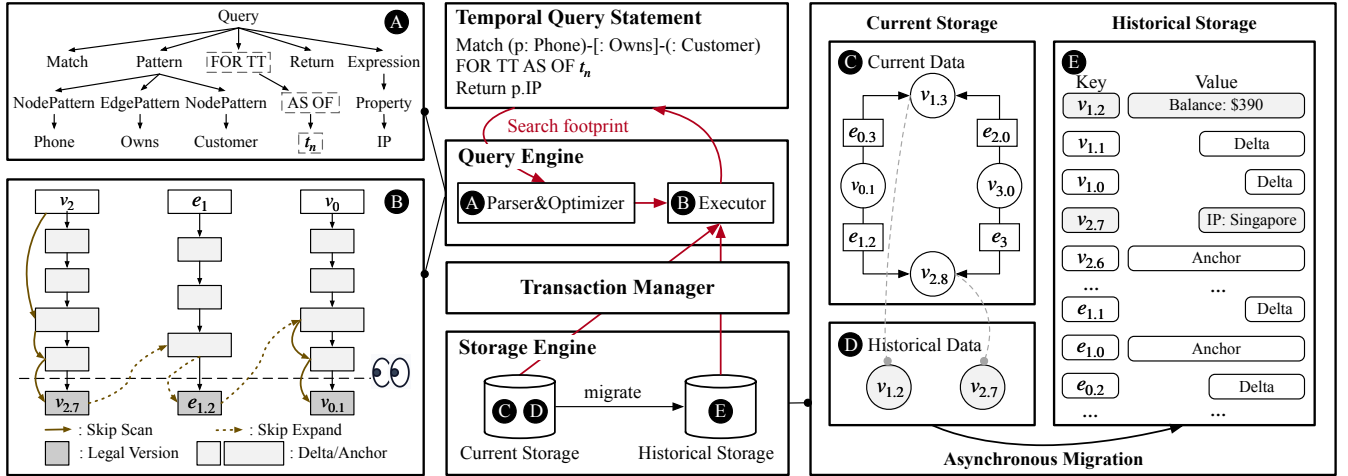 A
Query
Match Pattern FOR TT Return Expression
NodePattern EdgePattern NodePattern AS OF Property
Phone Owns Customer t_n IP
B
v_2 e_1 v_0
v_2.7 e_1.2 v_0.1
: Skip Scan : Skip Expand
: Legal Version : Delta/Anchor
Temporal Query Statement
Match (p: Phone)-[: Owns]-(: Customer)
FOR TT AS OF t_n
Return p.IP
Search footprint
Query Engine
A Parser&Optimizer
B Executor
Transaction Manager
Storage Engine
C D
migrate
E
Current Storage
Historical Storage
Current Storage
C Current Data
v_1.3
e_0.3 e_2.0
v_0.1 v_3.0
e_1.2 e_3
v_2.8
D Historical Data
v_1.2 v_2.7
Historical Storage
E
Key Value
v_1.2 Balance: $390
v_1.1 Delta
v_1.0 Delta
v_2.7 IP: Singapore
v_2.6 Anchor
... ...
e_1.1 Delta
e_1.0 Anchor
e_0.2 Delta
... ...
Asynchronous Migration